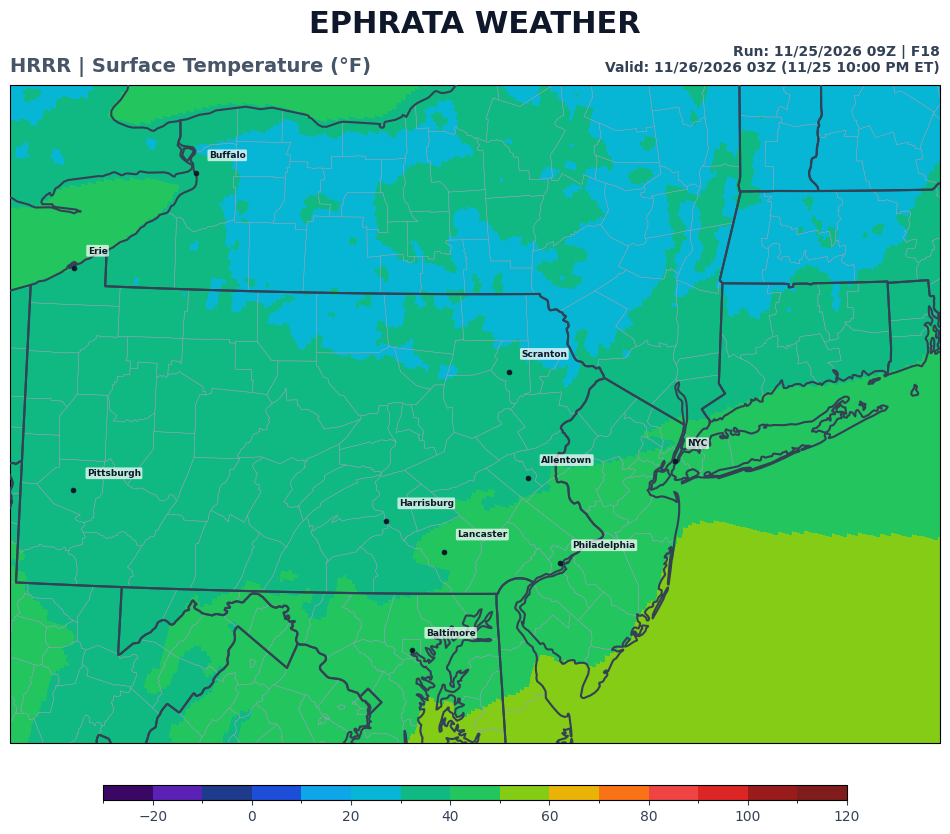 EPHRATA WEATHER
HRRR | Surface Temperature (°F)
Run: 11/25/2026 09Z | F18
Valid: 11/26/2026 03Z (11/25 10:00 PM ET)
Buffalo
Erie
Scranton
NYC
Allentown
Pittsburgh
Harrisburg
Lancaster
Philadelphia
Baltimore
−20 0 20 40 60 80 100 120